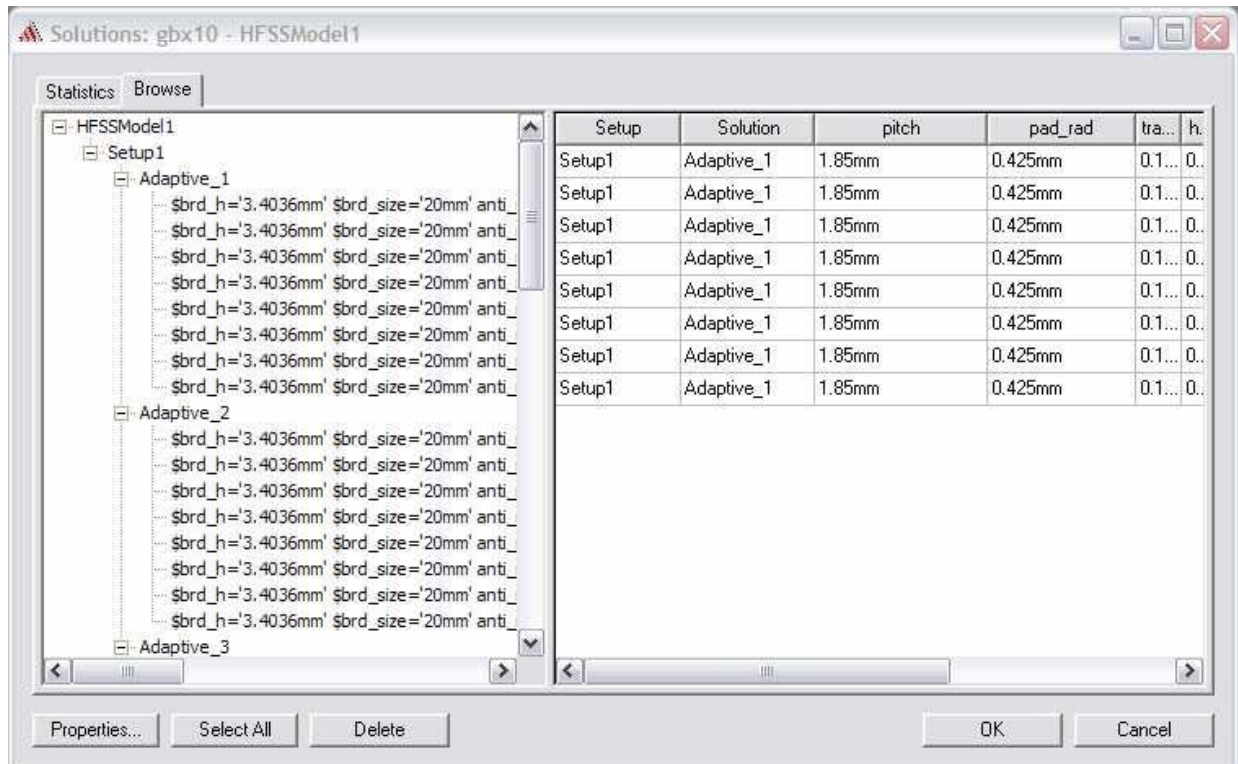 Solutions: gbx10 - HFSSModel1
Statistics Browse
HFSSModel1
Setup1
Adaptive_1
$brd_h='3.4036mm' $brd_size='20mm' anti_
$brd_h='3.4036mm' $brd_size='20mm' anti_
$brd_h='3.4036mm' $brd_size='20mm' anti_
$brd_h='3.4036mm' $brd_size='20mm' anti_
$brd_h='3.4036mm' $brd_size='20mm' anti_
$brd_h='3.4036mm' $brd_size='20mm' anti_
$brd_h='3.4036mm' $brd_size='20mm' anti_
$brd_h='3.4036mm' $brd_size='20mm' anti_
Adaptive_2
$brd_h='3.4036mm' $brd_size='20mm' anti_
$brd_h='3.4036mm' $brd_size='20mm' anti_
$brd_h='3.4036mm' $brd_size='20mm' anti_
$brd_h='3.4036mm' $brd_size='20mm' anti_
$brd_h='3.4036mm' $brd_size='20mm' anti_
$brd_h='3.4036mm' $brd_size='20mm' anti_
$brd_h='3.4036mm' $brd_size='20mm' anti_
$brd_h='3.4036mm' $brd_size='20mm' anti_
Adaptive_3
Setup Solution pitch pad_rad tra... h.
Setup1 Adaptive_1 1.85mm 0.425mm 0.1... 0..
Setup1 Adaptive_1 1.85mm 0.425mm 0.1... 0..
Setup1 Adaptive_1 1.85mm 0.425mm 0.1... 0..
Setup1 Adaptive_1 1.85mm 0.425mm 0.1... 0..
Setup1 Adaptive_1 1.85mm 0.425mm 0.1... 0..
Setup1 Adaptive_1 1.85mm 0.425mm 0.1... 0..
Setup1 Adaptive_1 1.85mm 0.425mm 0.1... 0..
Setup1 Adaptive_1 1.85mm 0.425mm 0.1... 0..
Properties... Select All Delete OK Cancel